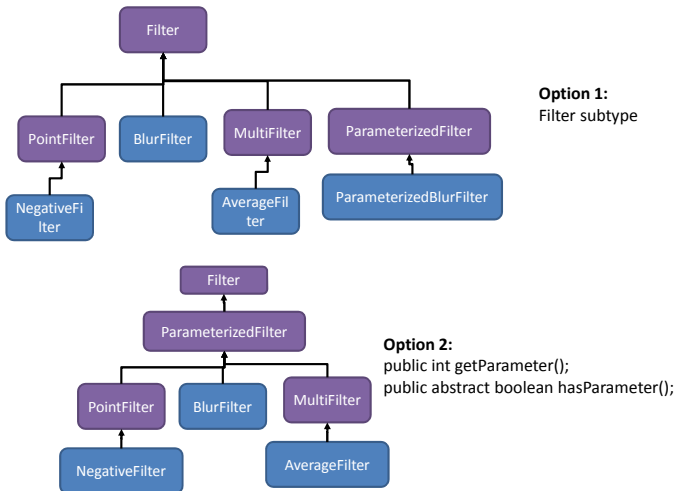 Filter
Option 1:
Filter subtype
PointFilter
BlurFilter
MultiFilter
ParameterizedFilter
NegativeFi
lter
AverageFil
ter
ParameterizedBlurFilter
Filter
ParameterizedFilter
Option 2:
public int getParameter();
public abstract boolean hasParameter();
PointFilter
BlurFilter
MultiFilter
NegativeFilter
AverageFilter